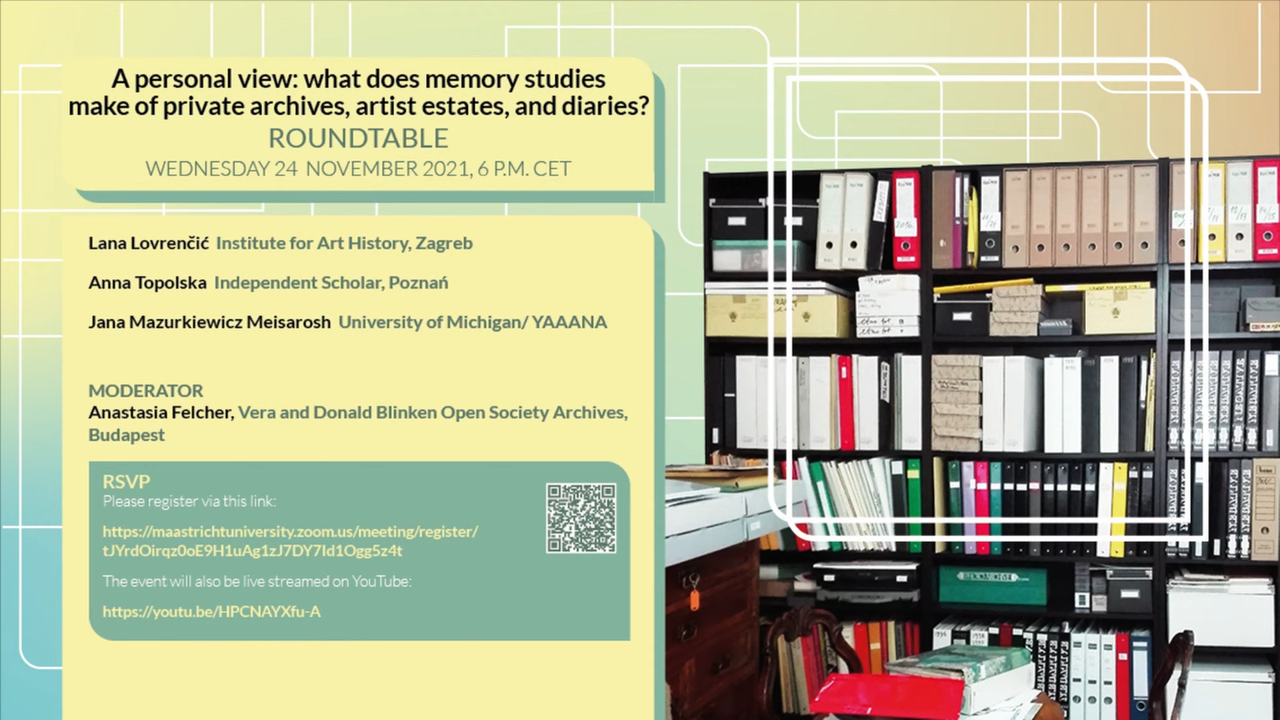 A personal view: what does memory studies
make of private archives, artist estates, and diaries?
ROUNDTABLE
WEDNESDAY 24 NOVEMBER 2021, 6 P.M. CET
Lana Lovrenčić Institute for Art History, Zagreb
Anna Topolska Independent Scholar, Poznań
Jana Mazurkiewicz Meisarosh University of Michigan/ YAAANA
MODERATOR
Anastasia Felcher, Vera and Donald Blinken Open Society Archives,
Budapest
RSVP
Please register via this link:
https://maastrichtuniversity.zoom.us/meeting/register/
tJYrdOirqz0oE9H1uAg1zJ7DY7Id1Ogg5z4t
The event will also be live streamed on YouTube:
https://youtu.be/HPCNAYXfu-A